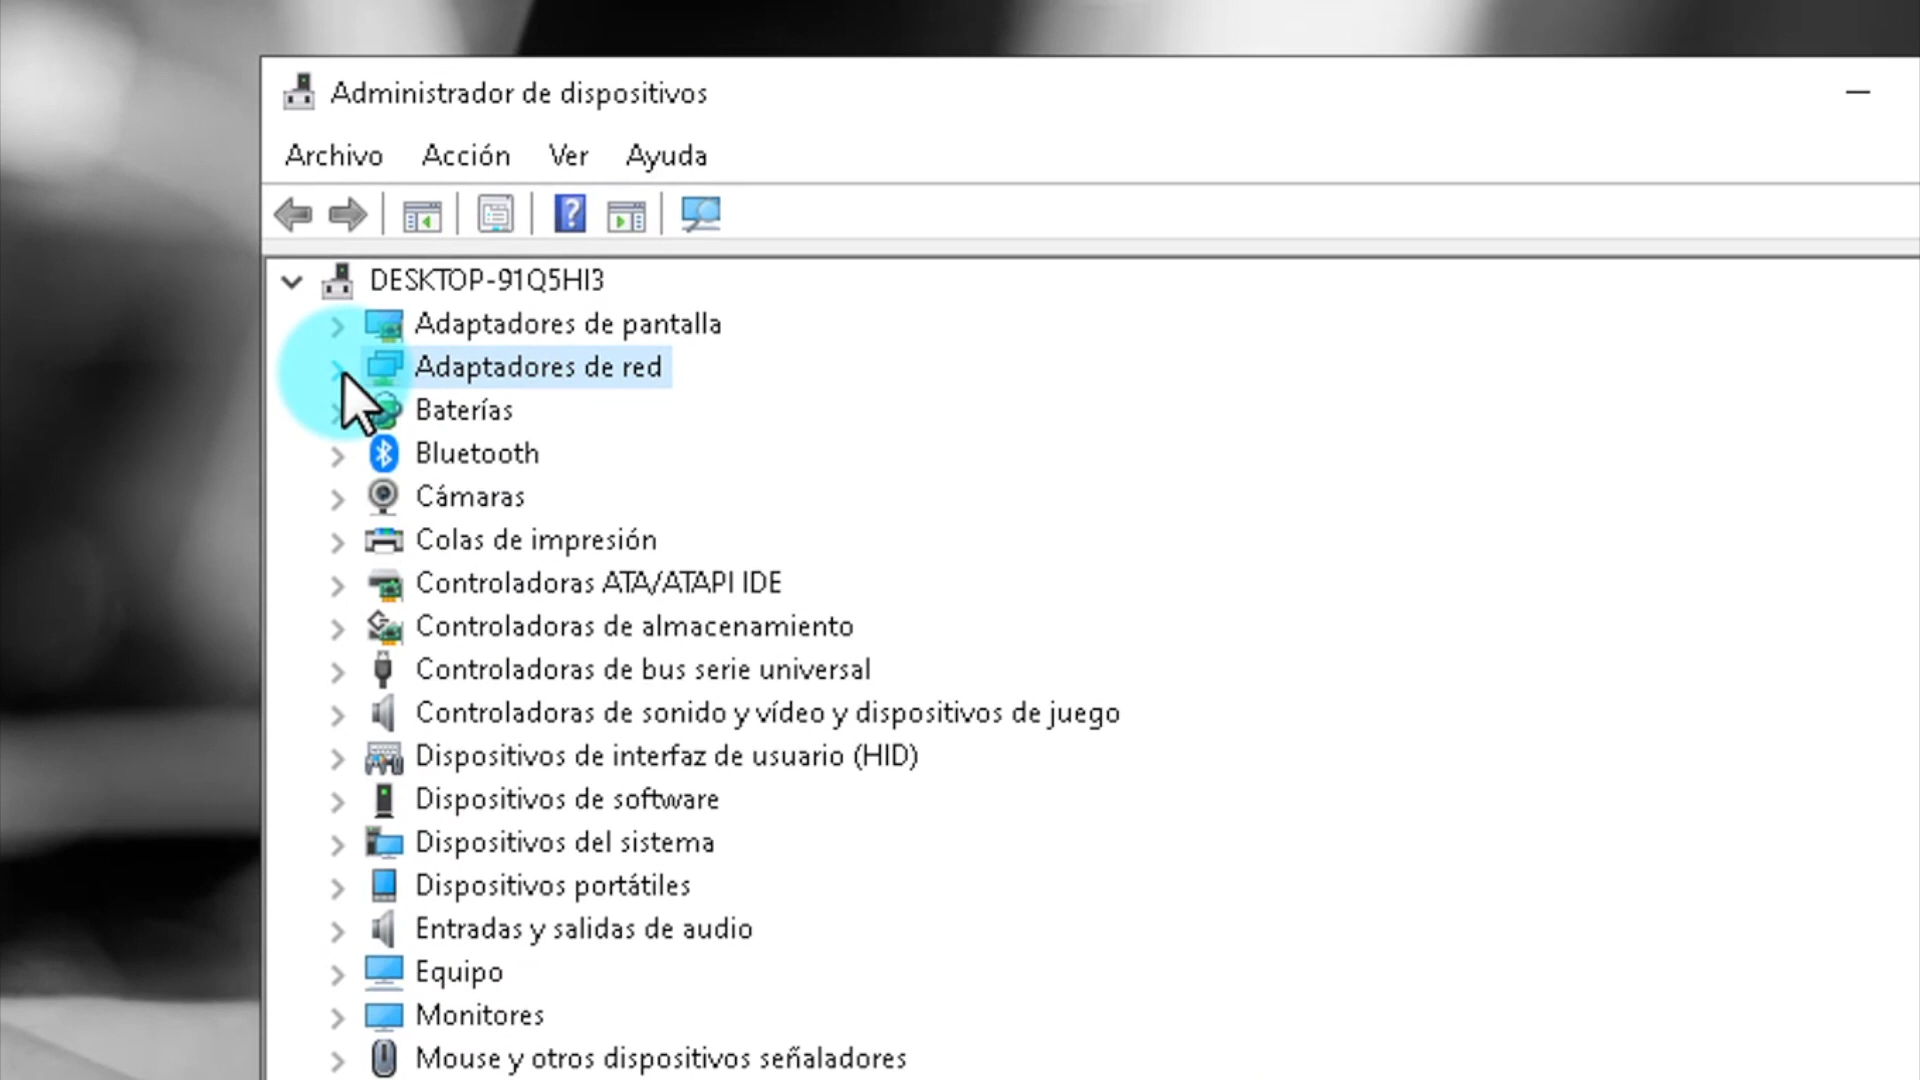 Administrador de dispositivos
Archivo Acción Ver Ayuda
DESKTOP-91Q5HI3
Adaptadores de pantalla
Adaptadores de red
Baterías
Bluetooth
Cámaras
Colas de impresión
Controladoras ATA/ATAPI IDE
Controladoras de almacenamiento
Controladoras de bus serie universal
Controladoras de sonido y vídeo y dispositivos de juego
Dispositivos de interfaz de usuario (HID)
Dispositivos de software
Dispositivos del sistema
Dispositivos portátiles
Entradas y salidas de audio
Equipo
Monitores
Mouse y otros dispositivos señaladores